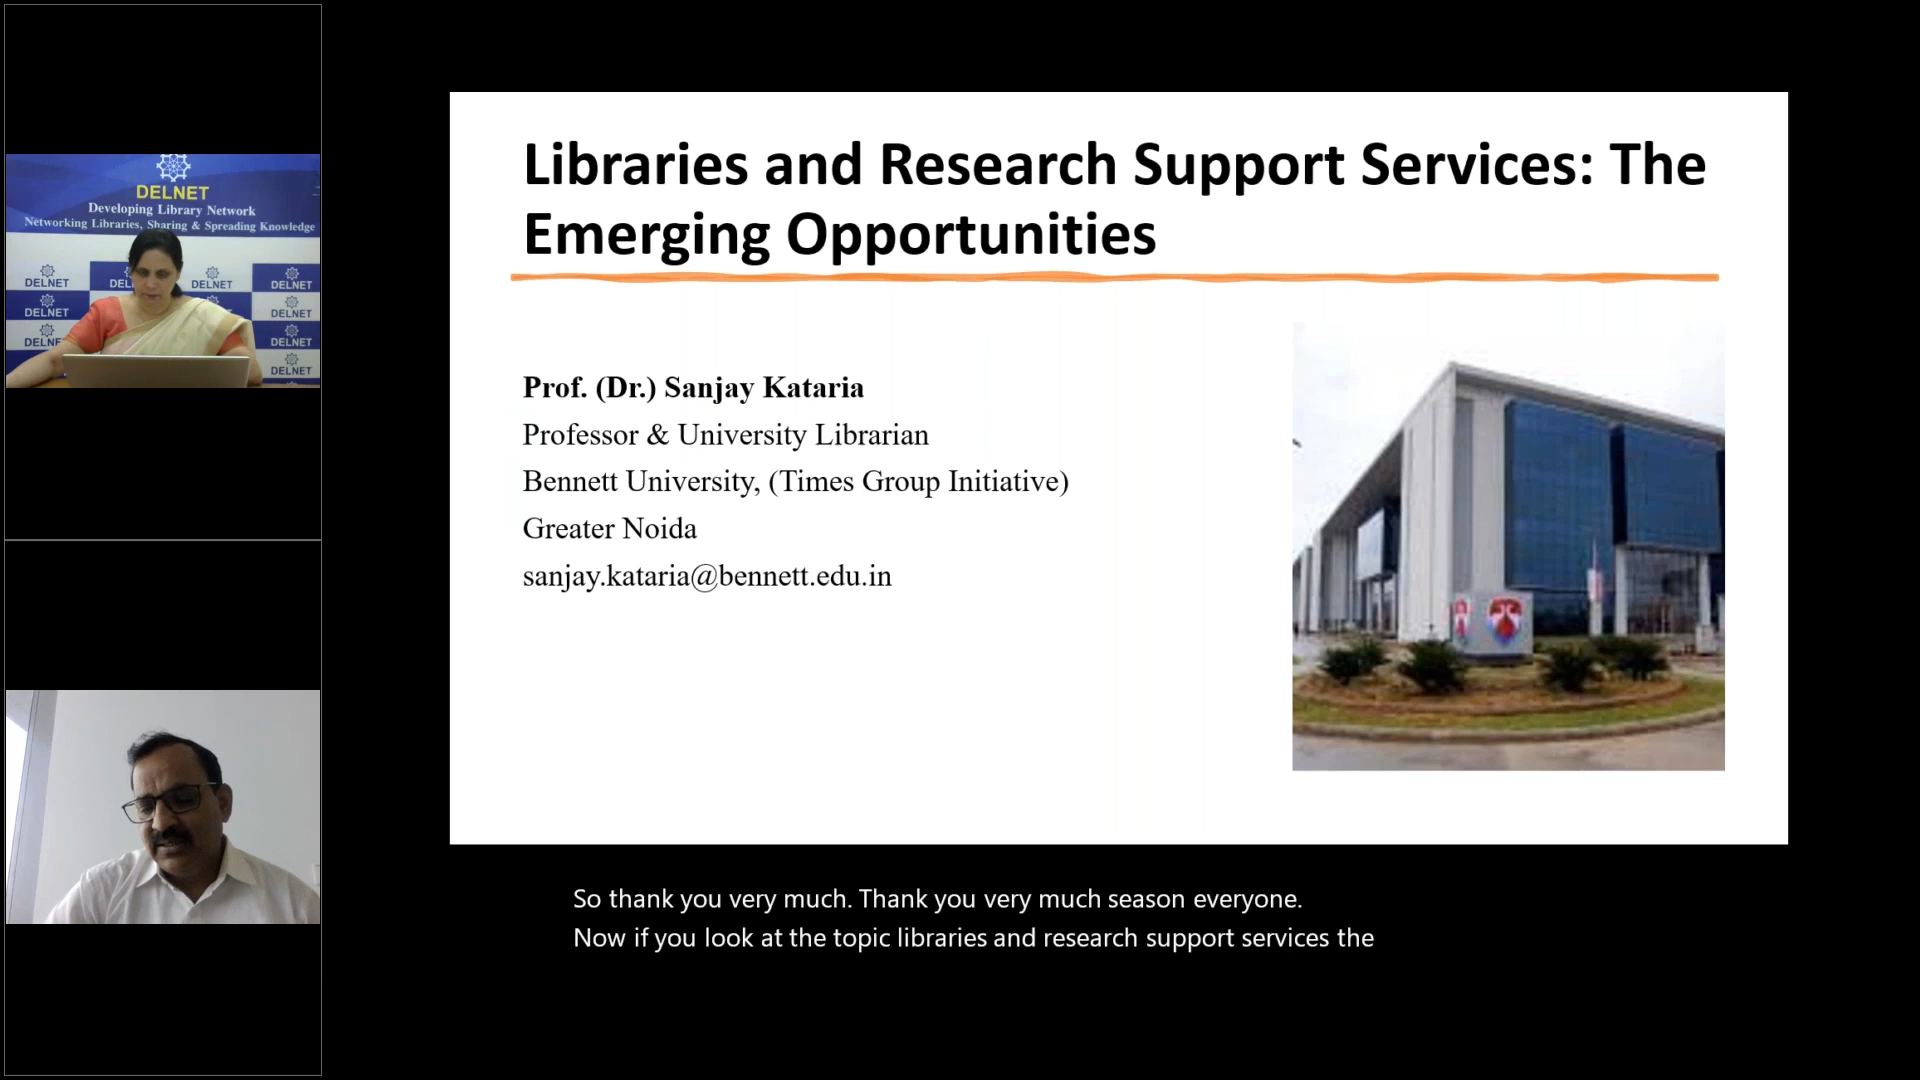 DELNET
Developing Library Network
Networking Libraries, Sharing & Spreading Knowledge
DELNET DEL DELNET DELNET
DELNET DELNET
DELNE DELNET
DELNET
Libraries and Research Support Services: The
Emerging Opportunities
Prof. (Dr.) Sanjay Kataria
Professor & University Librarian
Bennett University, (Times Group Initiative)
Greater Noida
sanjay.kataria@bennett.edu.in
So thank you very much. Thank you very much season everyone.
Now if you look at the topic libraries and research support services the